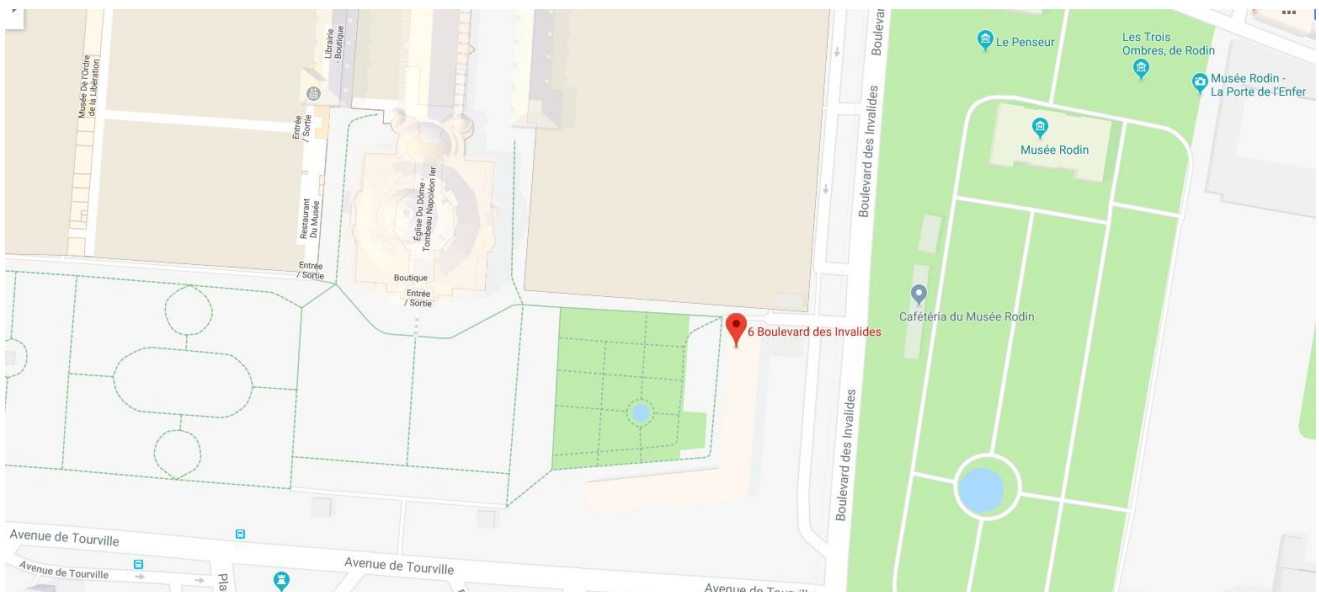 Musée De l'Ordre
de la Libération
Librairie
- Boutique
Entrée
/ Sortie
Restaurant
Du Musée
Entrée
/ Sortie
Église Du Dôme -
Tombeau Napoléon Ier
Boutique
Entrée
/ Sortie
Boulevard des Invalides
Le Penseur
Les Trois
Ombres, de Rodin
Musée Rodin -
La Porte de l'Enfer
Musée Rodin
Cafétéria du Musée Rodin
6 Boulevard des Invalides
Boulevard des Invalides
Avenue de Tourville
Avenue de Tourville
Avenue de Tourville
Avenue de